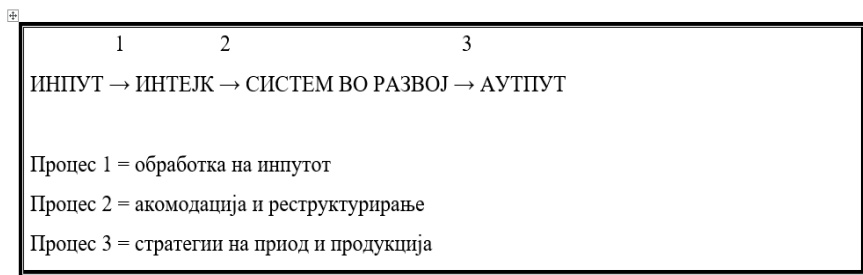 1 2 3
ИНПУТ → ИНТЕЈК → СИСТЕМ ВО РАЗВОЈ → АУТПУТ
Процес 1 = обработка на инпутот
Процес 2 = акомодација и реструктурирање
Процес 3 = стратегии на приод и продукција